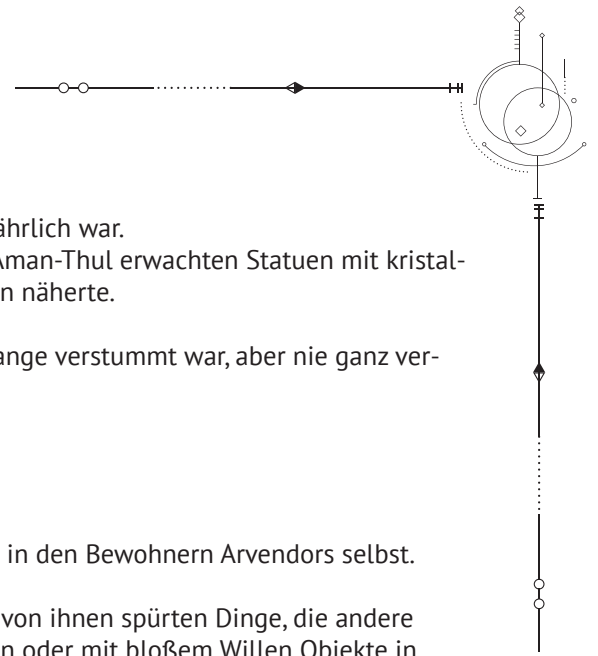 ährlich war.
Aman-Thul erwachten Statuen mit kristal-
n näherte.
ange verstummt war, aber nie ganz ver-
in den Bewohnern Arvendors selbst.
von ihnen spürten Dinge, die andere
n oder mit bloßem Willen Objekte in